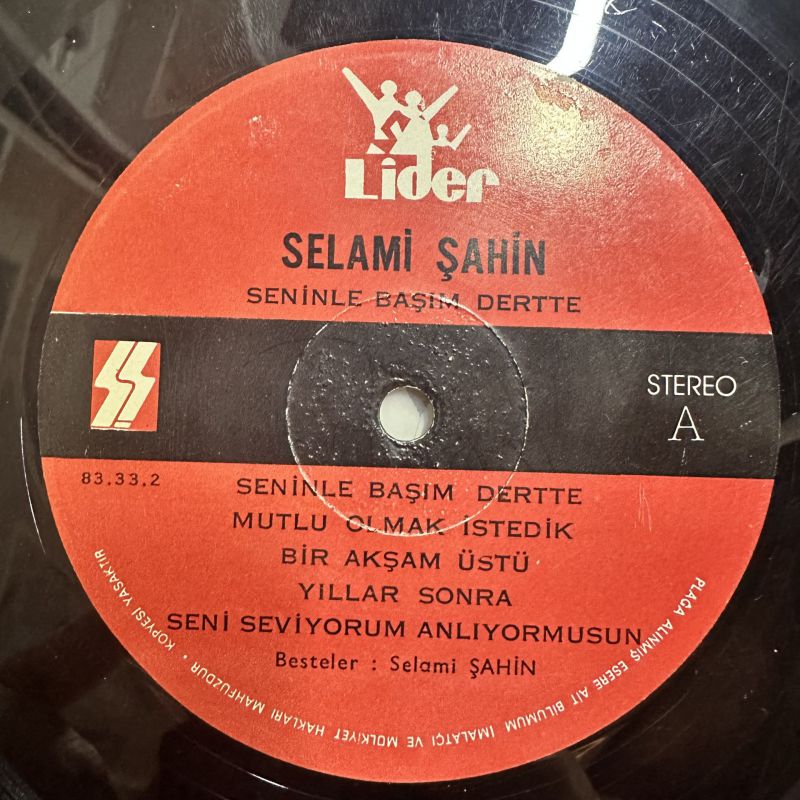 Lider
SELAMİ ŞAHİN
SENİNLE BAŞIM DERTTE
STEREO
A
83.33.2
SENİNLE BAŞIM DERTTE
MUTLU OLMAK İSTEDİK
BİR AKŞAM ÜSTÜ
YILLAR SONRA
SENİ SEVİYORUM ANLIYORMUSUN
Besteler : Selami ŞAHİN
PLAĞA ALINMIŞ ESERE AİT BİLUMUM İMALATÇI VE MÜLKİYET HAKLARI MAHFUZDUR • KOPYESİ YASAKTIR